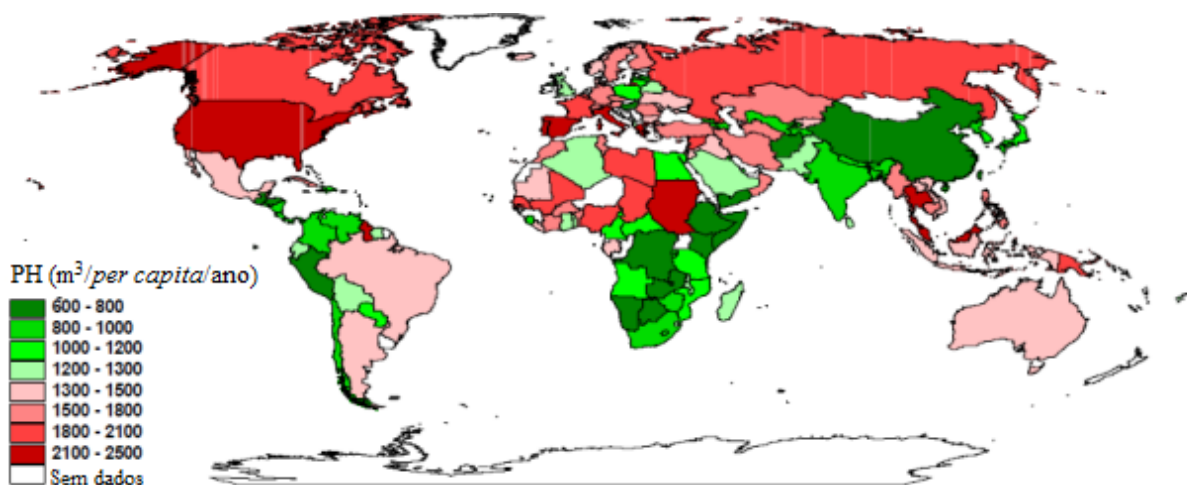 PH (m³/per capita/ano)
600 - 800
800 - 1000
1000 - 1200
1200 - 1300
1300 - 1500
1500 - 1800
1800 - 2100
2100 - 2500
Sem dados